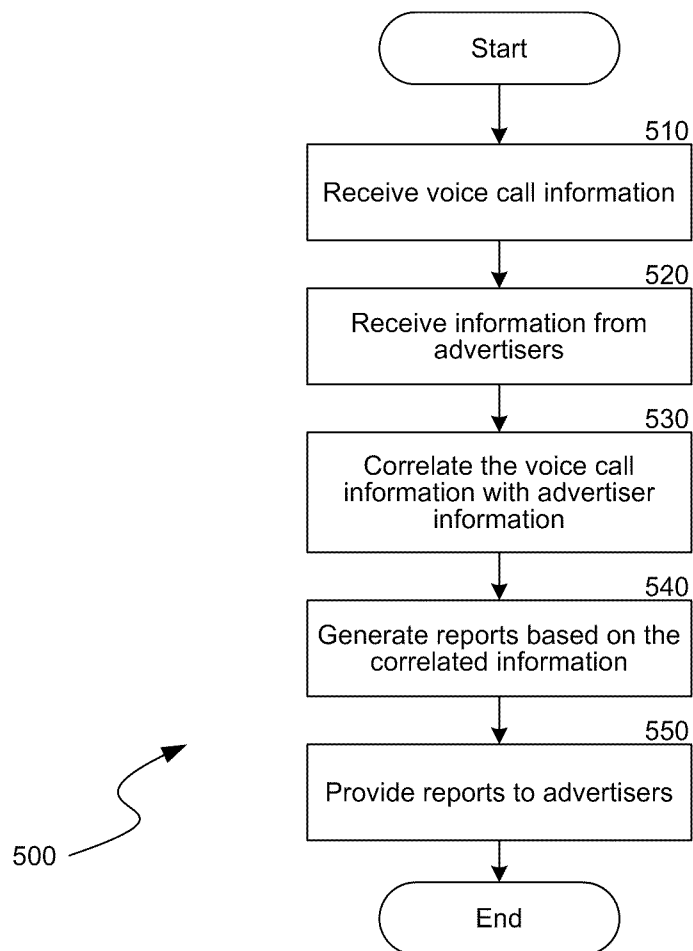 Start
510
Receive voice call information
520
Receive information from
advertisers
530
Correlate the voice call
information with advertiser
information
540
Generate reports based on the
correlated information
550
Provide reports to advertisers
500
End